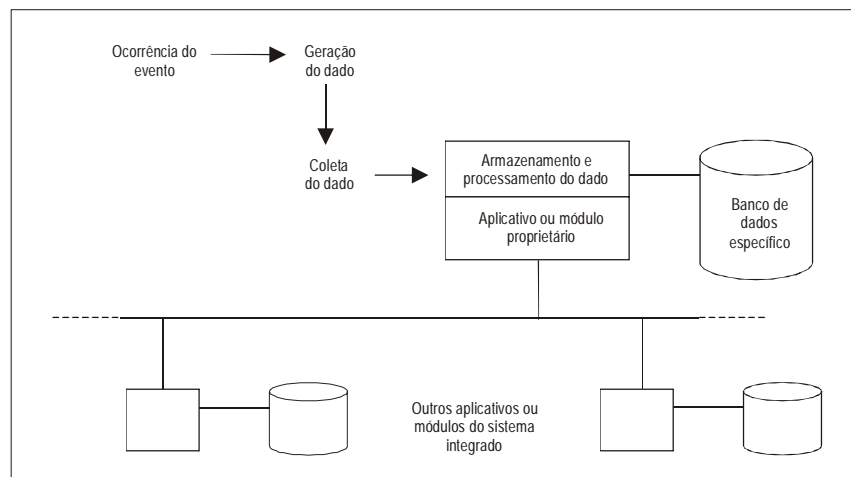 Ocorrência do
evento
Geração
do dado
Coleta
do dado
Armazenamento e
processamento do dado
Aplicativo ou módulo
proprietário
Banco de
dados
específico
Outros aplicativos ou
módulos do sistema
integrado